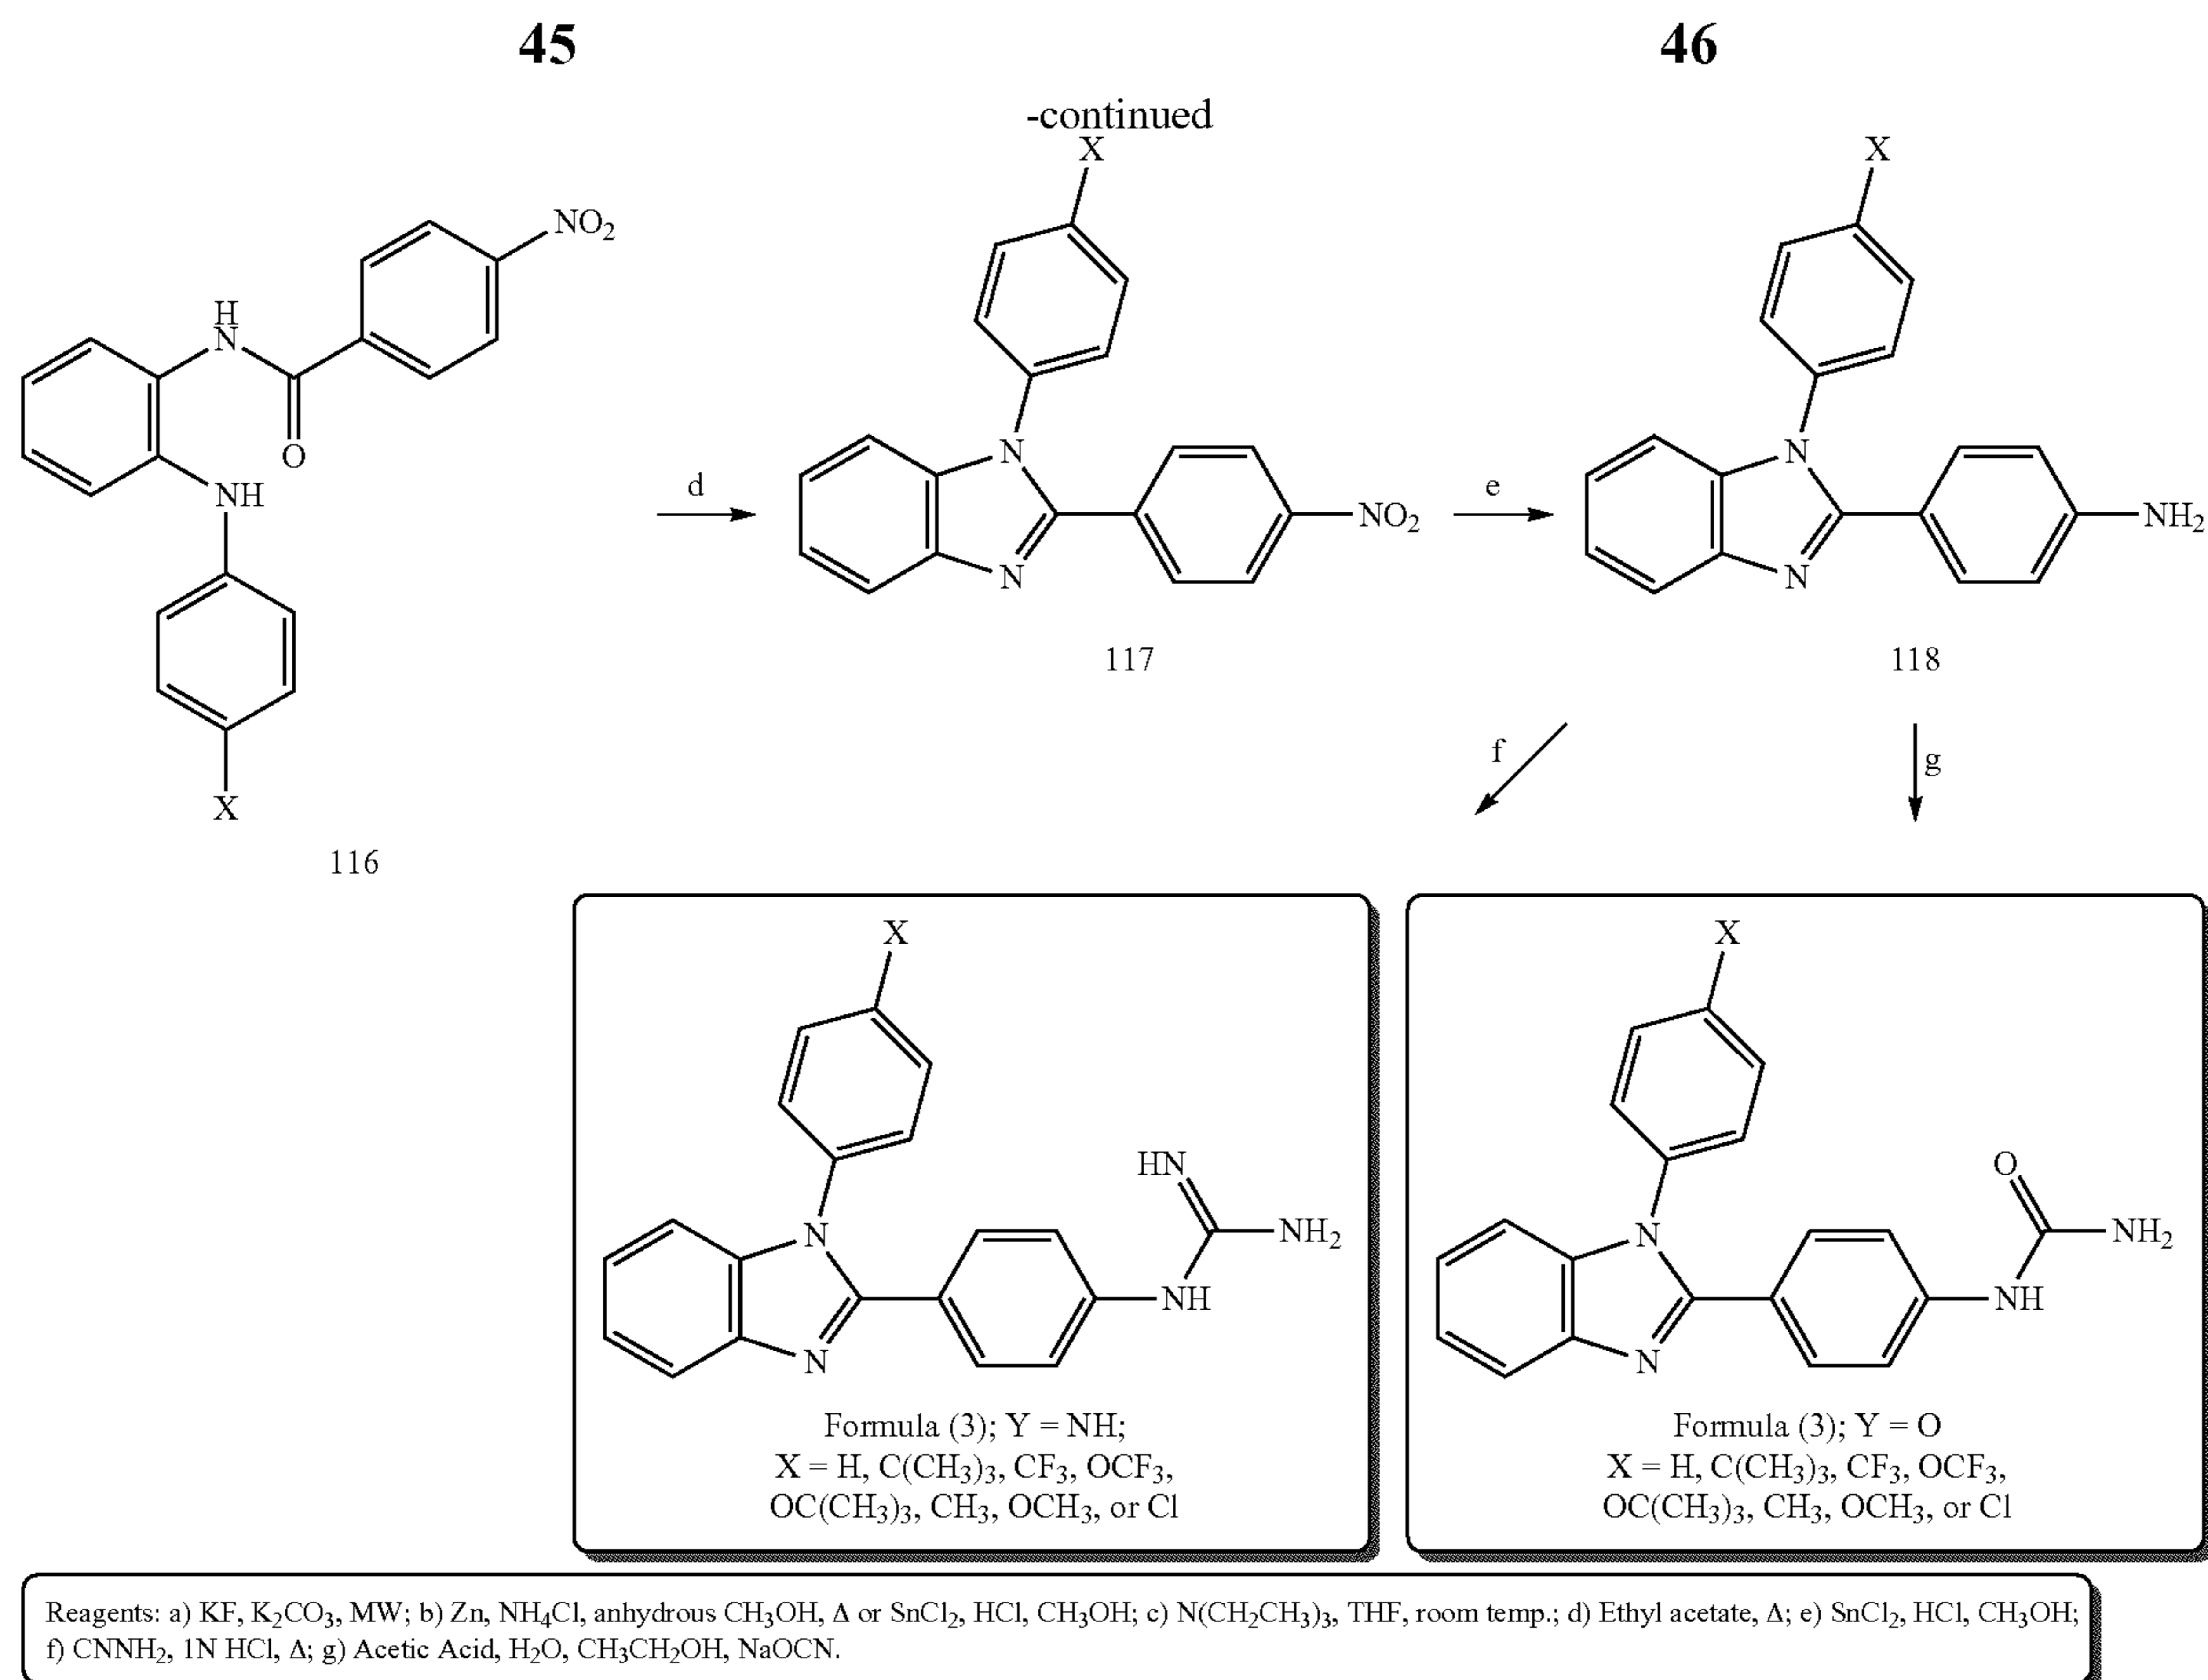 45
46
-continued
X
X
NO₂
H
N
O
NH
X
116
d
N
N
NO₂
117
e
N
N
NH₂
118
f
g
X
HN
N
NH₂
NH
N
Formula (3); Y = NH;
X = H, C(CH₃)₃, CF₃, OCF₃,
OC(CH₃)₃, CH₃, OCH₃, or Cl
X
O
N
NH₂
NH
N
Formula (3); Y = O
X = H, C(CH₃)₃, CF₃, OCF₃,
OC(CH₃)₃, CH₃, OCH₃, or Cl
Reagents: a) KF, K₂CO₃, MW; b) Zn, NH₄Cl, anhydrous CH₃OH, Δ or SnCl₂, HCl, CH₃OH; c) N(CH₂CH₃)₃, THF, room temp.; d) Ethyl acetate, Δ; e) SnCl₂, HCl, CH₃OH;
f) CNNH₂, 1N HCl, Δ; g) Acetic Acid, H₂O, CH₃CH₂OH, NaOCN.